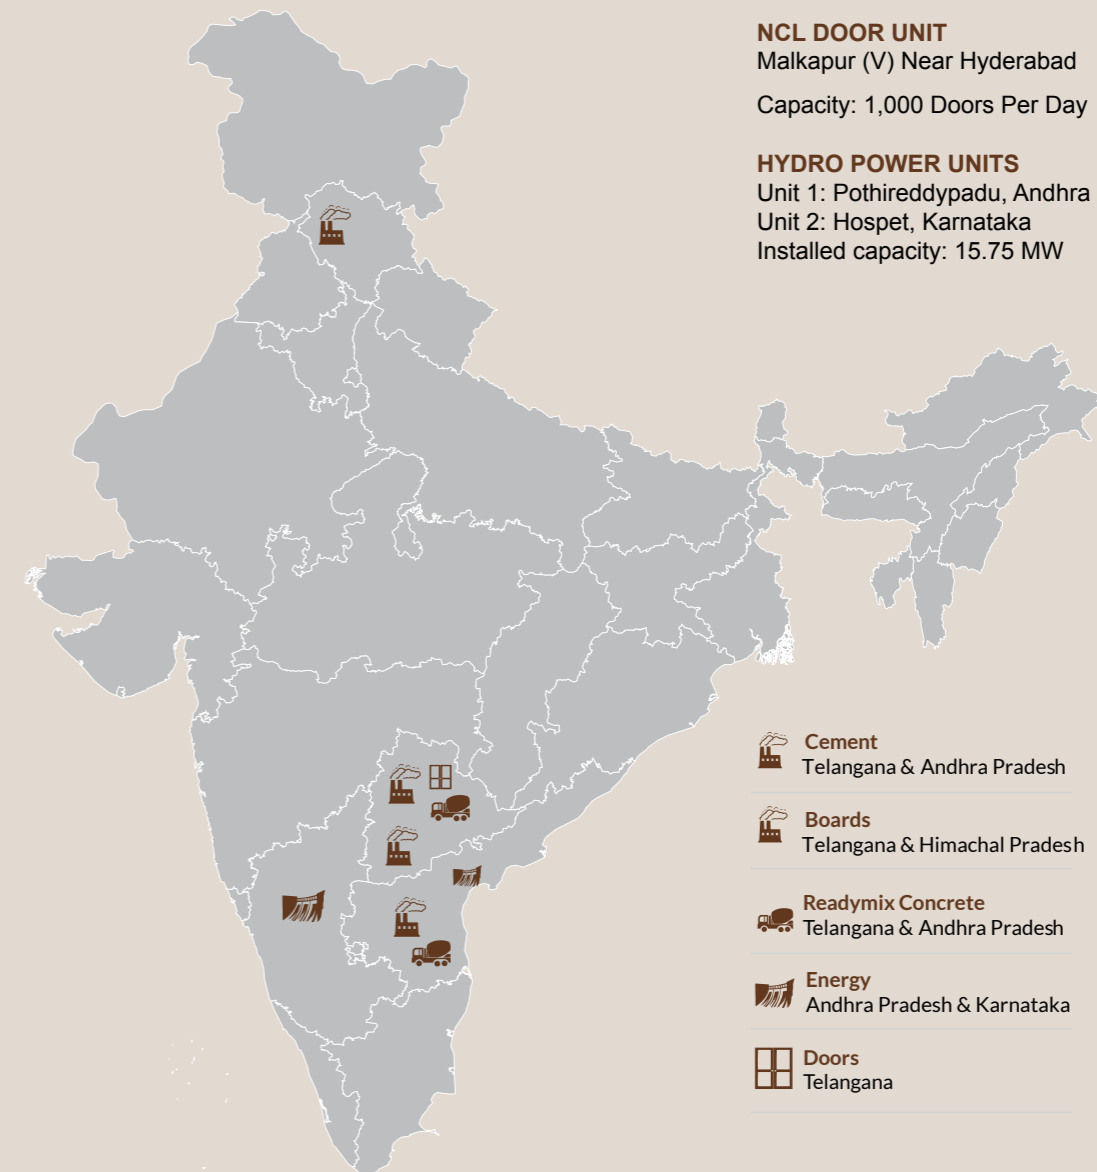 NCL DOOR UNIT
Malkapur (V) Near Hyderabad
Capacity: 1,000 Doors Per Day
HYDRO POWER UNITS
Unit 1: Pothireddypadu, Andhra
Unit 2: Hospet, Karnataka
Installed capacity: 15.75 MW
Cement
Telangana & Andhra Pradesh
Boards
Telangana & Himachal Pradesh
Readymix Concrete
Telangana & Andhra Pradesh
Energy
Andhra Pradesh & Karnataka
Doors
Telangana